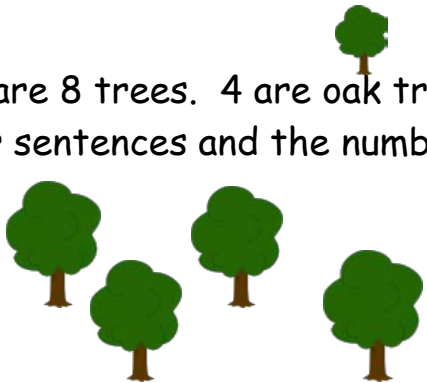 are 8 trees.  4 are oak tr
sentences and the numb